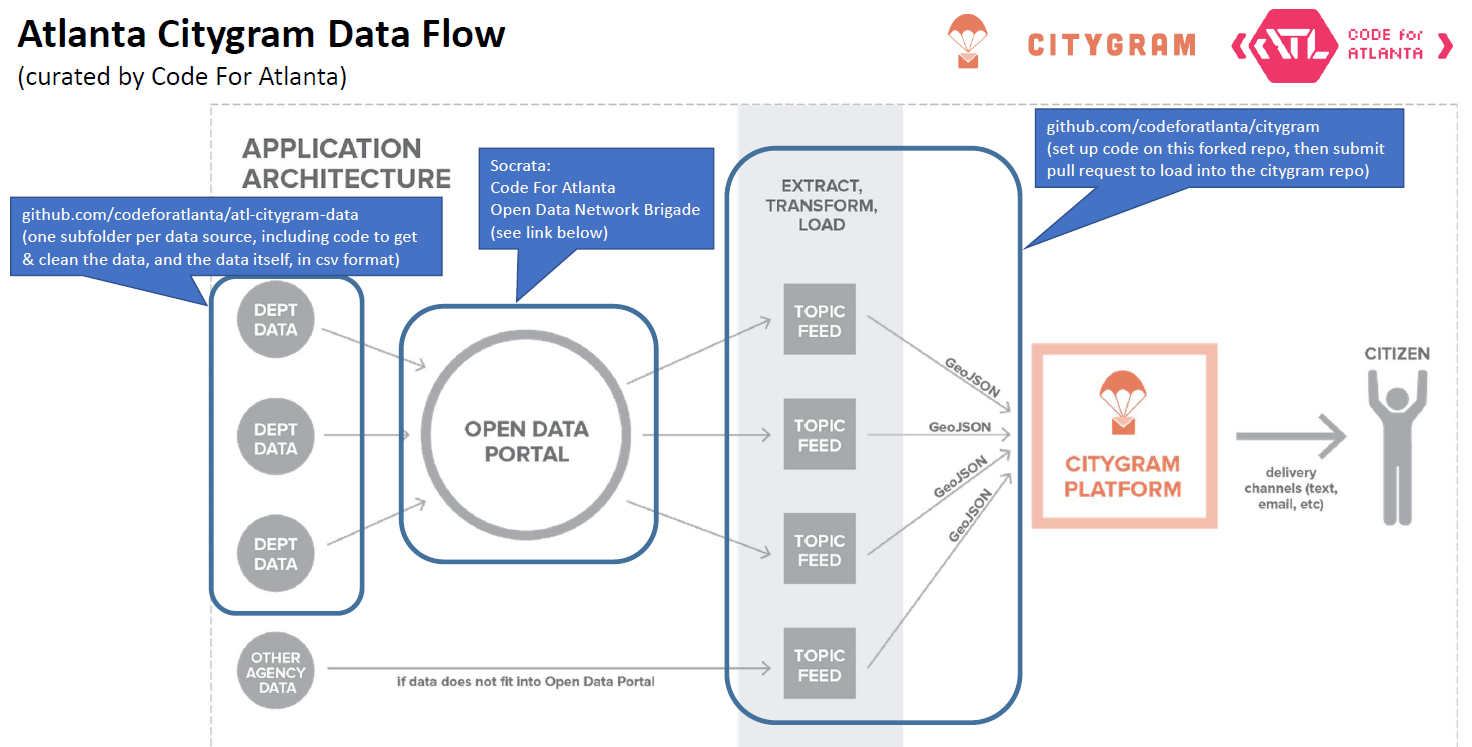 Atlanta Citygram Data Flow
(curated by Code For Atlanta)
CITYGRAM
ATL
CODE for
ATLANTA
APPLICATION
ARCHITECTURE
github.com/codeforatlanta/atl-citygram-data
(one subfolder per data source, including code to get
& clean the data, and the data itself, in csv format)
Socrata:
Code For Atlanta
Open Data Network Brigade
(see link below)
EXTRACT,
TRANSFORM,
LOAD
github.com/codeforatlanta/citygram
(set up code on this forked repo, then submit
pull request to load into the citygram repo)
DEPT
DATA
DEPT
DATA
DEPT
DATA
OTHER
AGENCY
DATA
OPEN DATA
PORTAL
if data does not fit into Open Data Portal
TOPIC
FEED
TOPIC
FEED
TOPIC
FEED
TOPIC
FEED
GeoJSON
GeoJSON
GeoJSON
GeoJSON
CITYGRAM
PLATFORM
delivery
channels (text,
email, etc)
CITIZEN